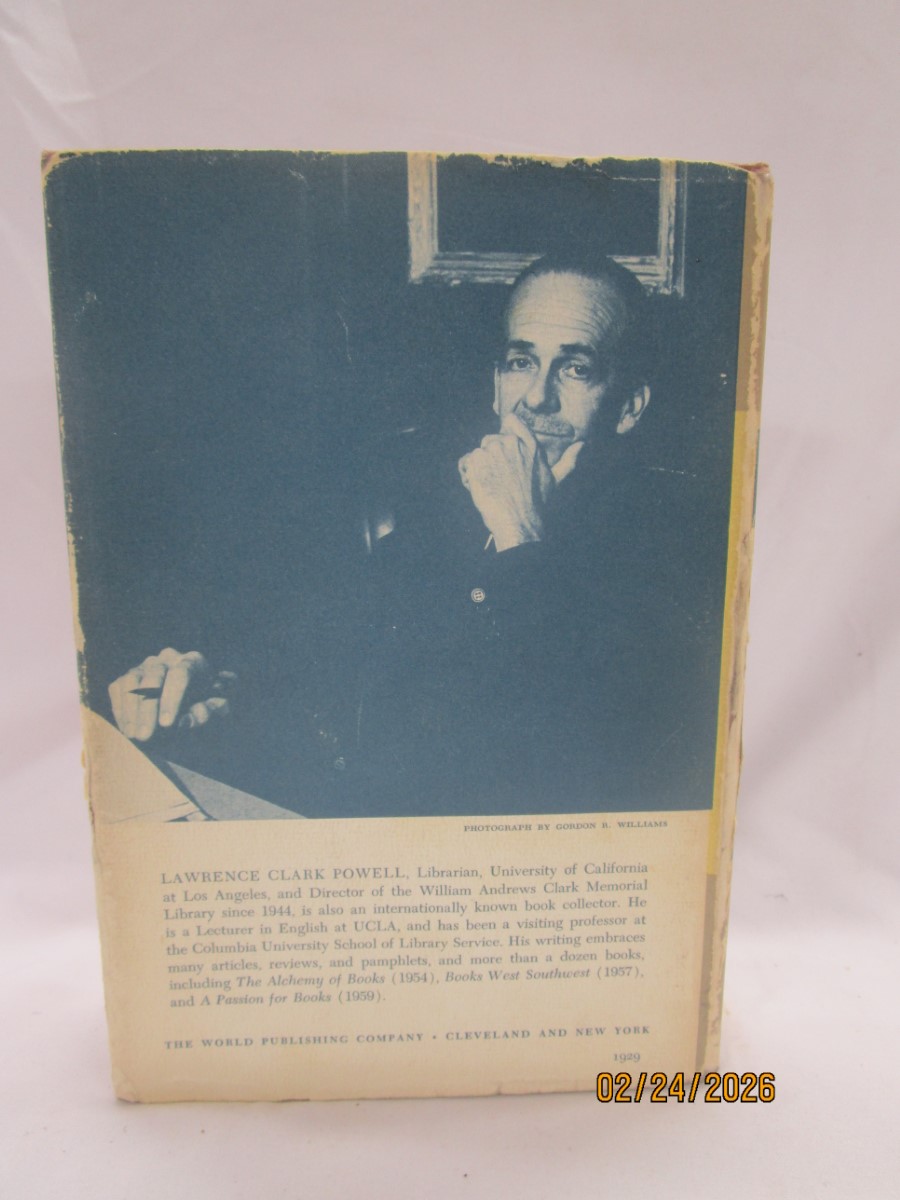 PHOTOGRAPH BY GORDON R. WILLIAMS
LAWRENCE CLARK POWELL, Librarian, University of California
at Los Angeles, and Director of the William Andrews Clark Memorial
Library since 1944, is also an internationally known book collector. He
is a Lecturer in English at UCLA, and has been a visiting professor at
the Columbia University School of Library Service. His writing embraces
many articles, reviews, and pamphlets, and more than a dozen books,
including The Alchemy of Books (1954), Books West Southwest (1957),
and A Passion for Books (1959).
THE WORLD PUBLISHING COMPANY • CLEVELAND AND NEW YORK
1929
02/24/2026